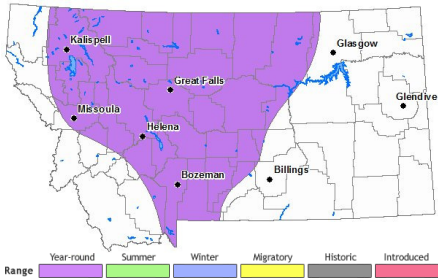 Kalispell
Glasgow
Great Falls
Glendive
Missoula
Helena
Bozeman
Billings
Year-round Summer Winter Migratory Historic Introduced
Range